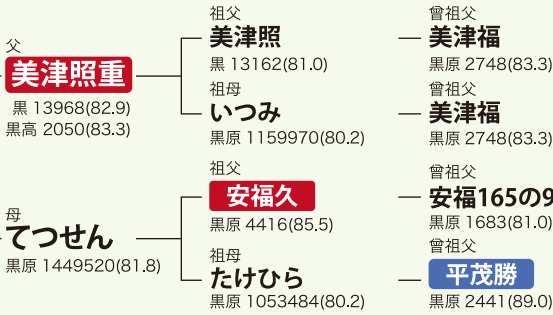 父
美津照重
黒 13968(82.9)
黒高 2050(83.3)
祖父
美津照
黒 13162(81.0)
曾祖父
美津福
黒原 2748(83.3)
祖母
いつみ
黒原 1159970(80.2)
曾祖父
美津福
黒原 2748(83.3)
母
てつせん
黒原 1449520(81.8)
祖父
安福久
黒原 4416(85.5)
曾祖父
安福165の9
黒原 1683(81.0)
祖母
たけひら
黒原 1053484(80.2)
曾祖父
平茂勝
黒原 2441(89.0)